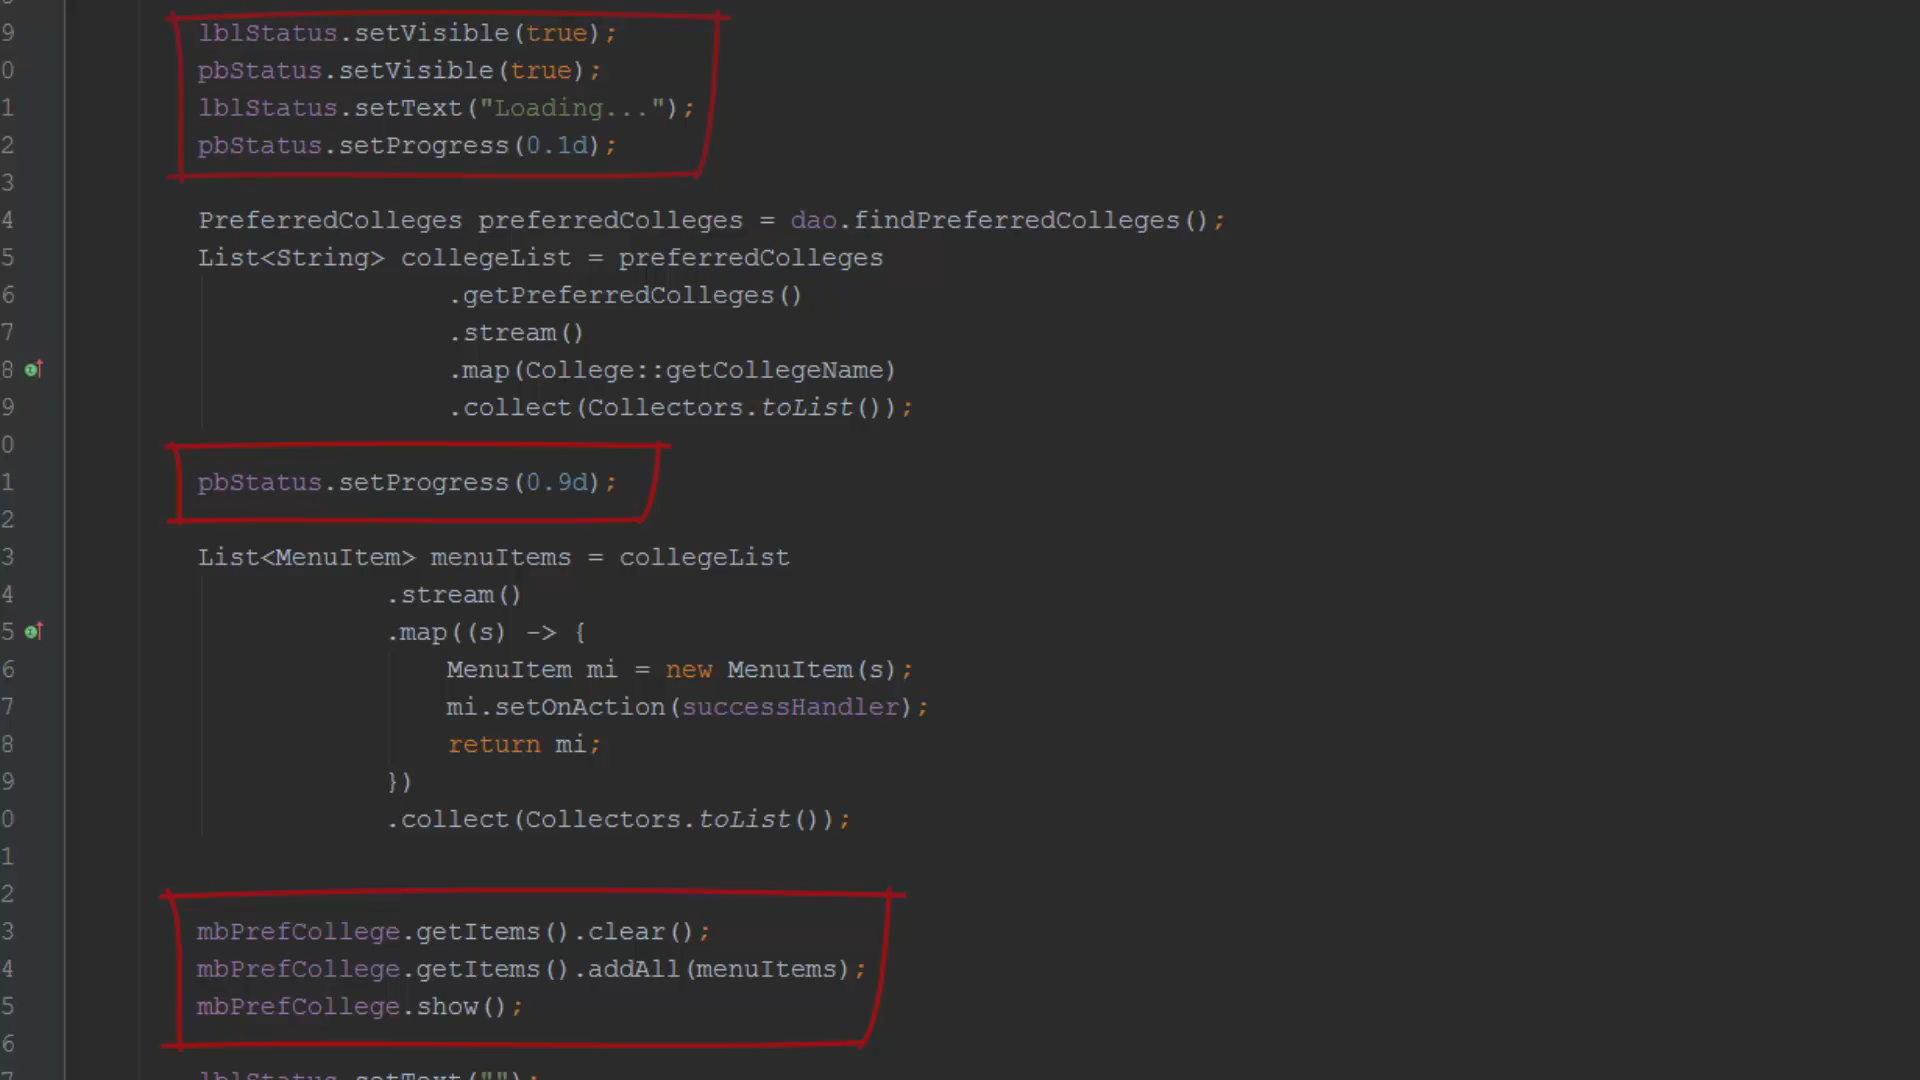 9 lblStatus.setVisible(true);
0 pbStatus.setVisible(true);
1 lblStatus.setText("Loading...");
2 pbStatus.setProgress(0.1d);
3
4 PreferredColleges preferredColleges = dao.findPreferredColleges();
5 List<String> collegeList = preferredColleges
6 .getPreferredColleges()
7 .stream()
8 .map(College::getCollegeName)
9 .collect(Collectors.toList());
0
1 pbStatus.setProgress(0.9d);
2
3 List<MenuItem> menuItems = collegeList
4 .stream()
5 .map((s) -> {
6 MenuItem mi = new MenuItem(s);
7 mi.setOnAction(successHandler);
8 return mi;
9 })
0 .collect(Collectors.toList());
1
2
3 mbPrefCollege.getItems().clear();
4 mbPrefCollege.getItems().addAll(menuItems);
5 mbPrefCollege.show();
6
7 lblStatus.setText("");